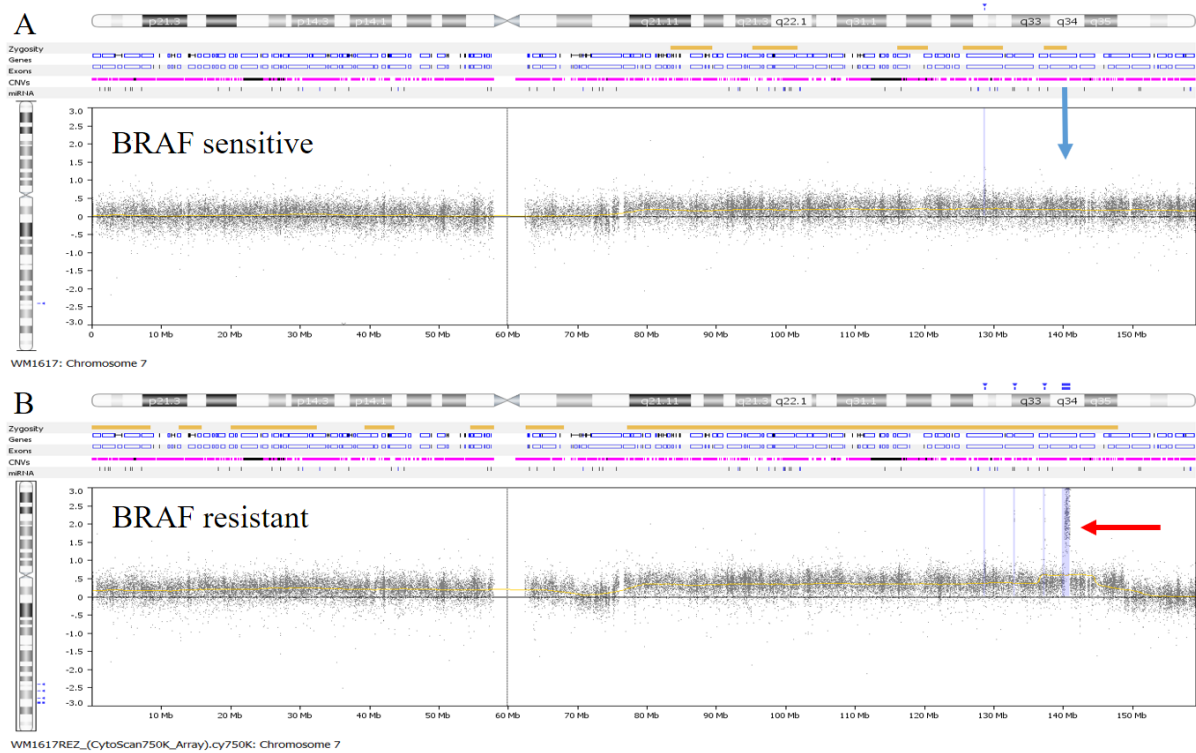 A
p21.3 p14.3 p14.1 q21.11 q21.3 q22.1 q31.1 q33 q34 q35
Zygosity
Genes
Exons
CNVs
miRNA
BRAF sensitive
3.0
2.5
2.0
1.5
1.0
.5
0
-.5
-1.0
-1.5
-2.0
-2.5
-3.0
0 10 Mb 20 Mb 30 Mb 40 Mb 50 Mb 60 Mb 70 Mb 80 Mb 90 Mb 100 Mb 110 Mb 120 Mb 130 Mb 140 Mb 150 Mb
WM1617: Chromosome 7
B
p21.3 p14.3 p14.1 q21.11 q21.3 q22.1 q31.1 q33 q34 q35
Zygosity
Genes
Exons
CNVs
miRNA
BRAF resistant
3.0
2.5
2.0
1.5
1.0
.5
0
-.5
-1.0
-1.5
-2.0
-2.5
-3.0
10 Mb 20 Mb 30 Mb 40 Mb 50 Mb 60 Mb 70 Mb 80 Mb 90 Mb 100 Mb 110 Mb 120 Mb 130 Mb 140 Mb 150 Mb
WM1617REZ_(CytoScan750K_Array).cy750K: Chromosome 7